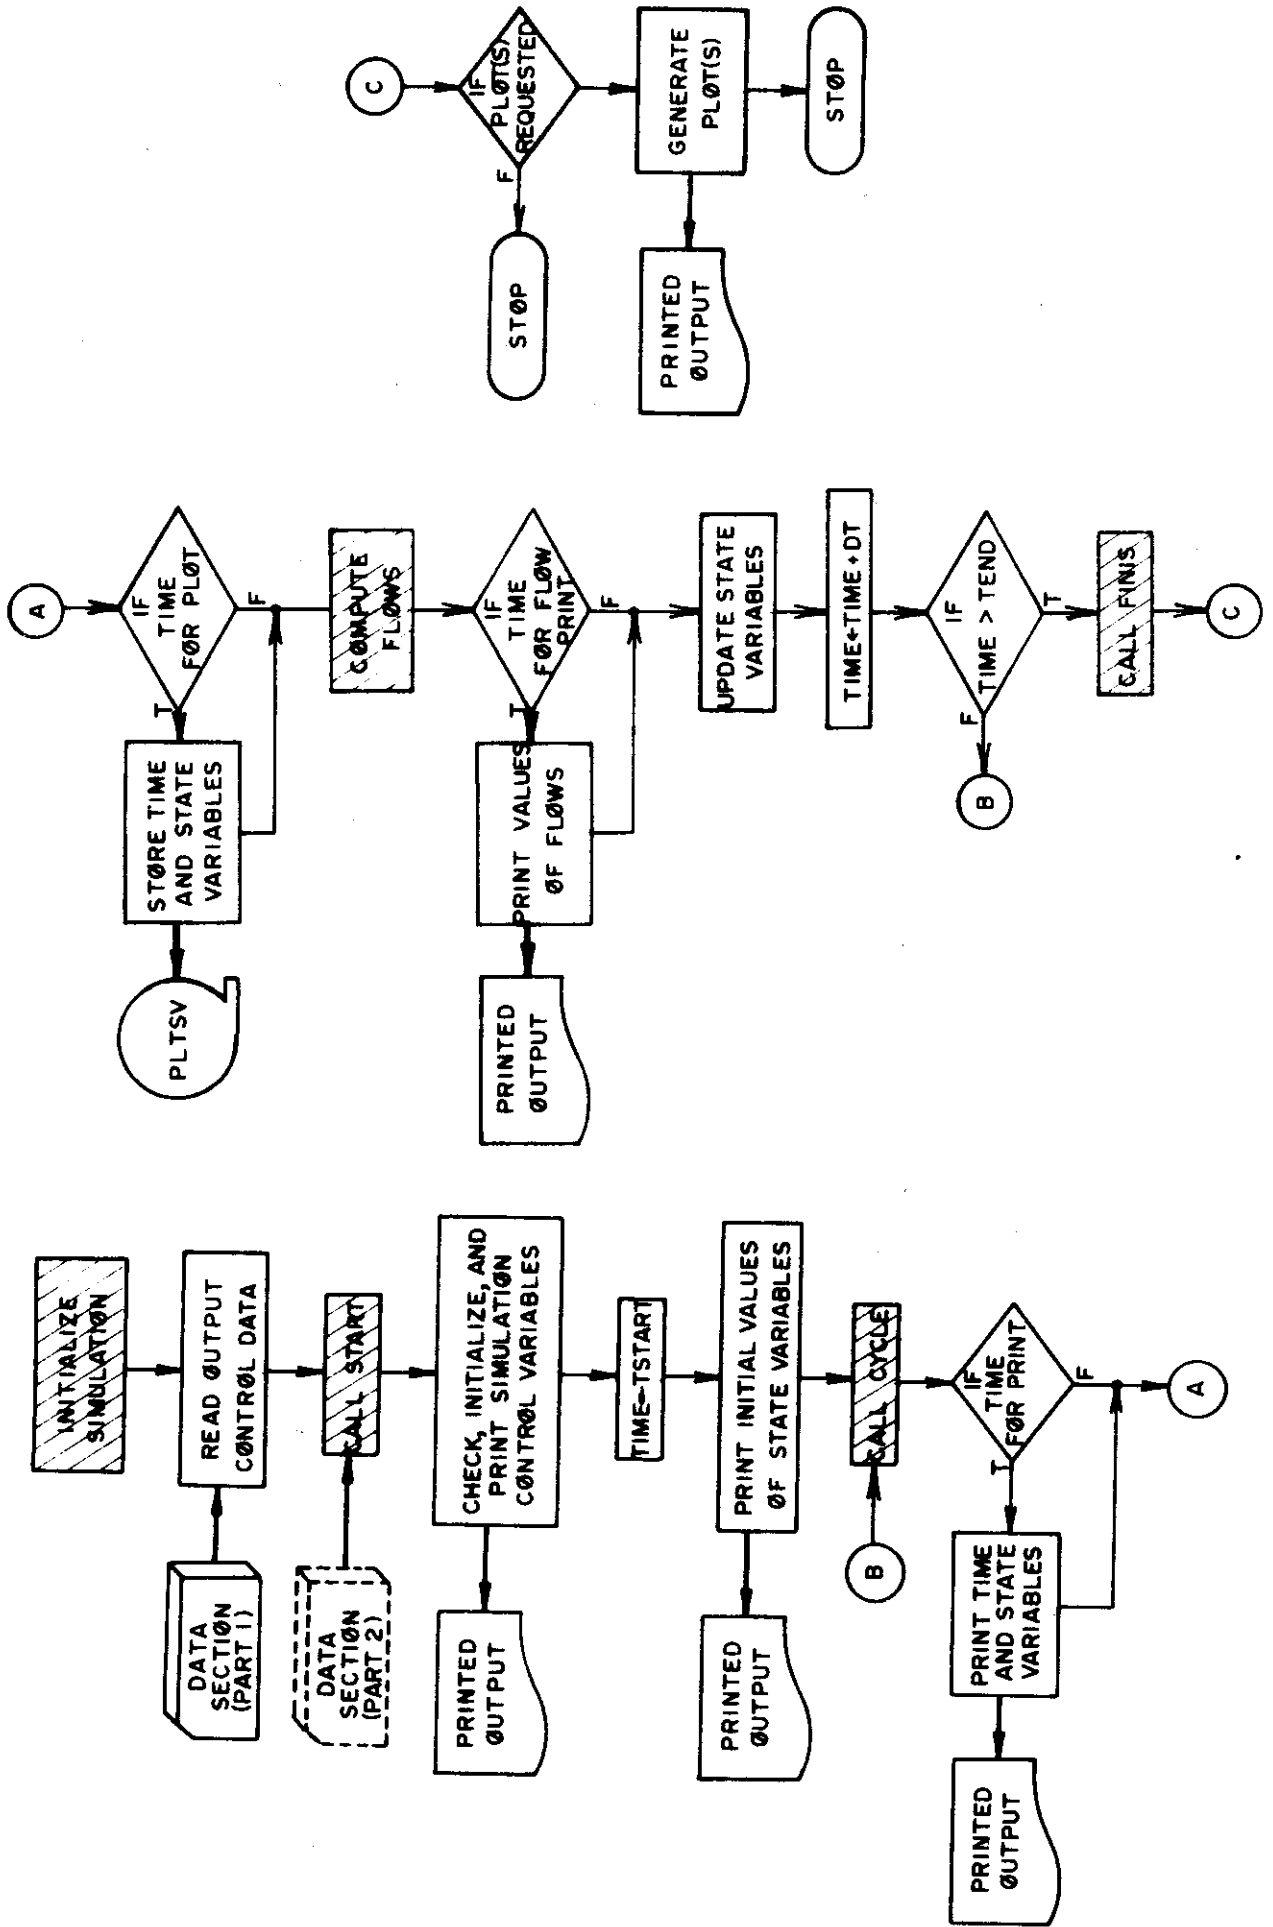 INITIALIZE
SIMULATIØN
DATA
SECTIØN
(PART 1)
READ ØUTPUT
CØNTRØL DATA
DATA
SECTIØN
(PART 2)
CALL START
PRINTED
ØUTPUT
CHECK, INITIALIZE, AND
PRINT SIMULATIØN
CØNTRØL VARIABLES
TIME←TSTART
PRINTED
ØUTPUT
PRINT INITIAL VALUES
ØF STATE VARIABLES
B
CALL CYCLE
IF
TIME
FØR PRINT
T
F
PRINT TIME
AND STATE
VARIABLES
PRINTED
ØUTPUT
A
A
IF
TIME
FØR PLØT
T
F
STØRE TIME
AND STATE
VARIABLES
PLTSV
CØMPUTE
FLØWS
IF
TIME
FØR FLØW
PRINT
T
F
PRINT VALUES
ØF FLØWS
PRINTED
ØUTPUT
UPDATE STATE
VARIABLES
TIME←TIME+DT
IF
TIME > TEND
F
T
B
CALL FINIS
C
C
IF
PLØT(S)
REQUESTED
F
STØP
GENERATE
PLØT(S)
PRINTED
ØUTPUT
STØP